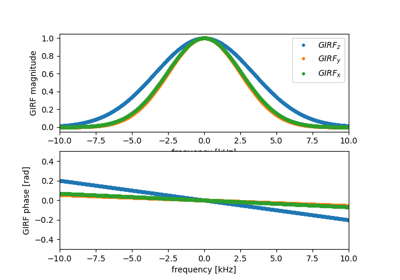 GIRF magnitude
1.0
0.8
0.6
0.4
0.2
0.0
GIRF_z
GIRF_y
GIRF_x
−10.0 −7.5 −5.0 −2.5 0.0 2.5 5.0 7.5 10.0
GIRF phase [rad]
0.4
0.2
0.0
−0.2
−0.4
−10.0 −7.5 −5.0 −2.5 0.0 2.5 5.0 7.5 10.0
frequency [kHz]